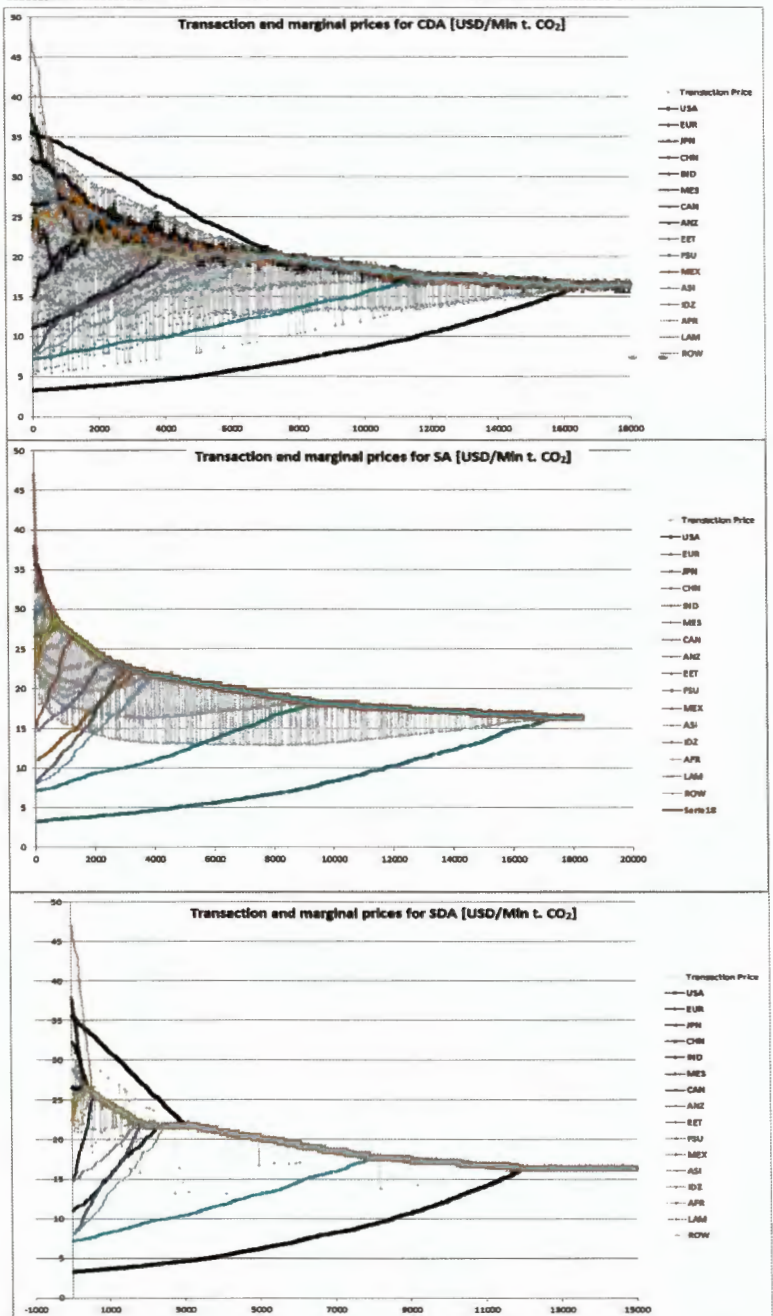 Transaction and marginal prices for CDA [USD/Mln t. CO₂]
50
45
40
35
30
25
20
15
10
5
0
0 2000 4000 6000 8000 10000 12000 14000 16000 18000
Transaction Price
USA
EUR
JPN
CHN
IND
MES
CAN
ANZ
EET
FSU
MEX
ASI
IDZ
APR
LAM
ROW
Transaction end marginal prices for SA [USD/Mln t. CO₂]
50
45
40
35
30
25
20
15
10
5
0
0 2000 4000 6000 8000 10000 12000 14000 16000 18000 20000
Transaction Price
USA
EUR
JPN
CHN
IND
MES
CAN
ANZ
EET
FSU
MEX
ASI
IDZ
APR
LAM
ROW
Serie18
Transaction and marginal prices for SDA [USD/Mln t. CO₂]
50
45
40
35
30
25
20
15
10
5
0
-1000 1000 3000 5000 7000 9000 11000 13000 15000
Transaction Price
USA
EUR
JPN
CHN
IND
MES
CAN
ANZ
EET
FSU
MEX
ASI
IDZ
APR
LAM
ROW